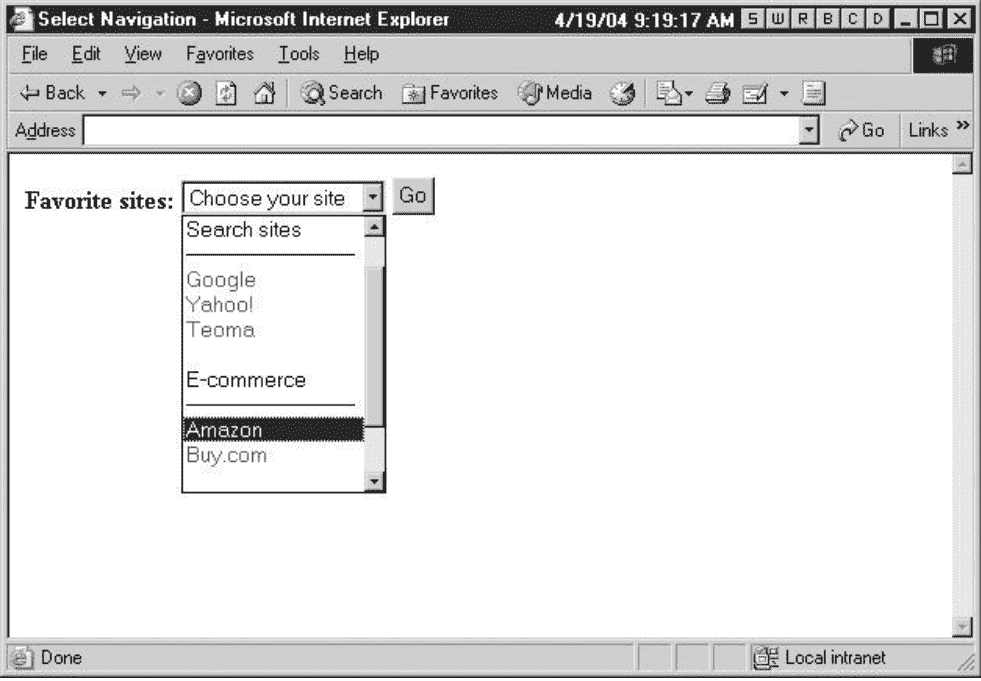 Select Navigation - Microsoft Internet Explorer 4/19/04 9:19:17 AM S W R B C D
File Edit View Favorites Tools Help
Back Search Favorites Media
Address Go Links »
Favorite sites: Choose your site Go
Search sites
Google
Yahoo!
Teoma
E-commerce
Amazon
Buy.com
Done Local intranet